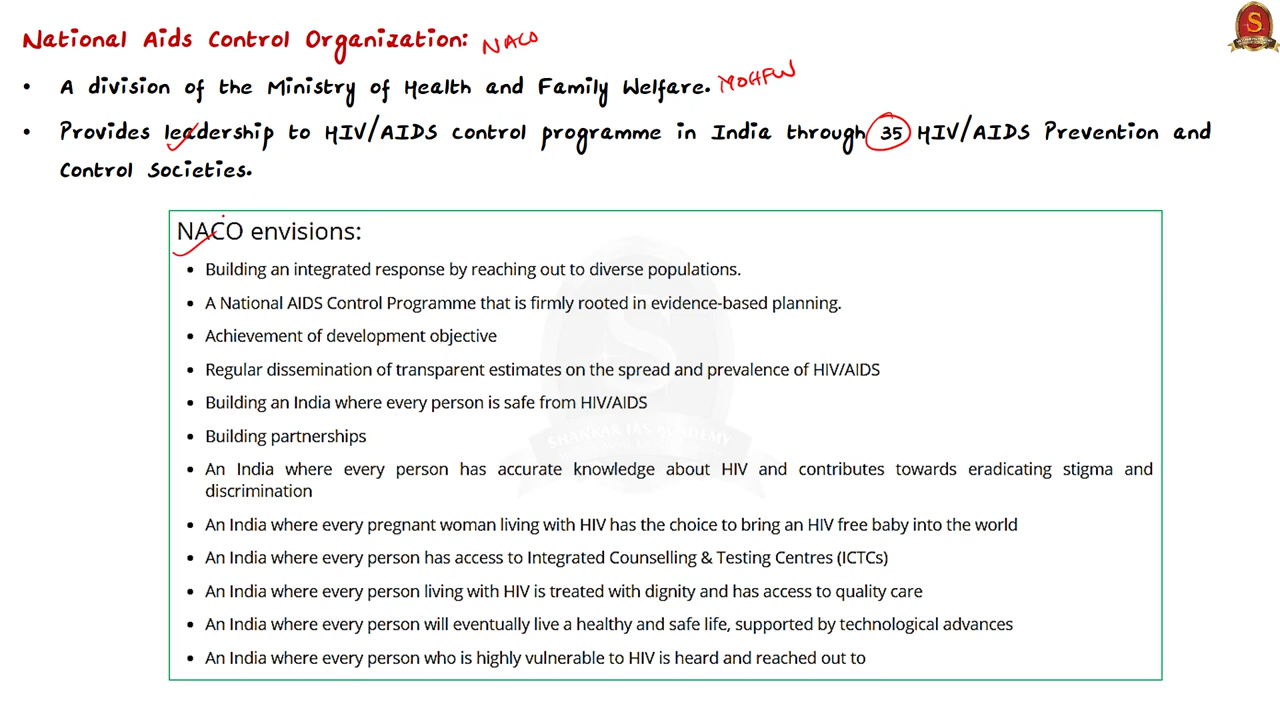 National Aids Control Organization: NACO
• A division of the Ministry of Health and Family Welfare. MOHFW
• Provides leadership to HIV/AIDS control programme in India through 35 HIV/AIDS Prevention and
Control Societies.
NACO envisions:
• Building an integrated response by reaching out to diverse populations.
• A National AIDS Control Programme that is firmly rooted in evidence-based planning.
• Achievement of development objective
• Regular dissemination of transparent estimates on the spread and prevalence of HIV/AIDS
• Building an India where every person is safe from HIV/AIDS
• Building partnerships
• An India where every person has accurate knowledge about HIV and contributes towards eradicating stigma and
discrimination
• An India where every pregnant woman living with HIV has the choice to bring an HIV free baby into the world
• An India where every person has access to Integrated Counselling & Testing Centres (ICTCs)
• An India where every person living with HIV is treated with dignity and has access to quality care
• An India where every person will eventually live a healthy and safe life, supported by technological advances
• An India where every person who is highly vulnerable to HIV is heard and reached out to
S
SHANKAR IAS ACADEMY